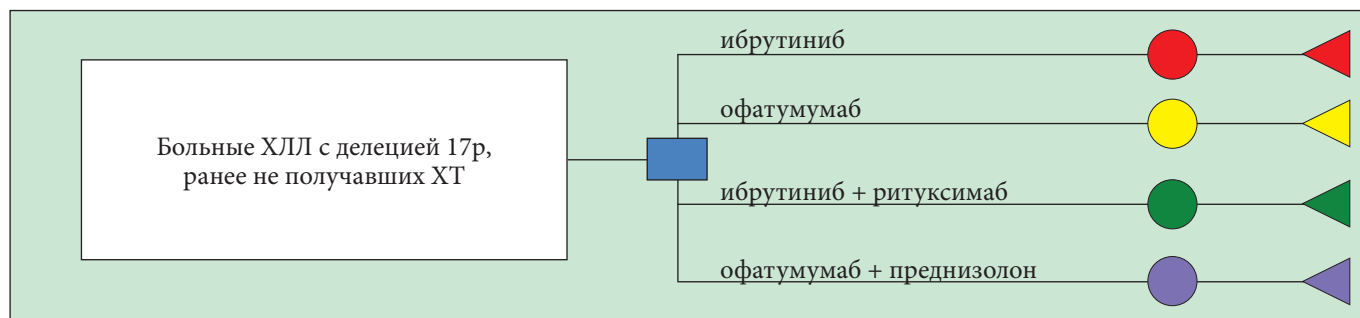 Больные ХЛЛ с делецией 17p,
ранее не получавших ХТ
ибрутиниб
офатумумаб
ибрутиниб + ритуксимаб
офатумумаб + преднизолон